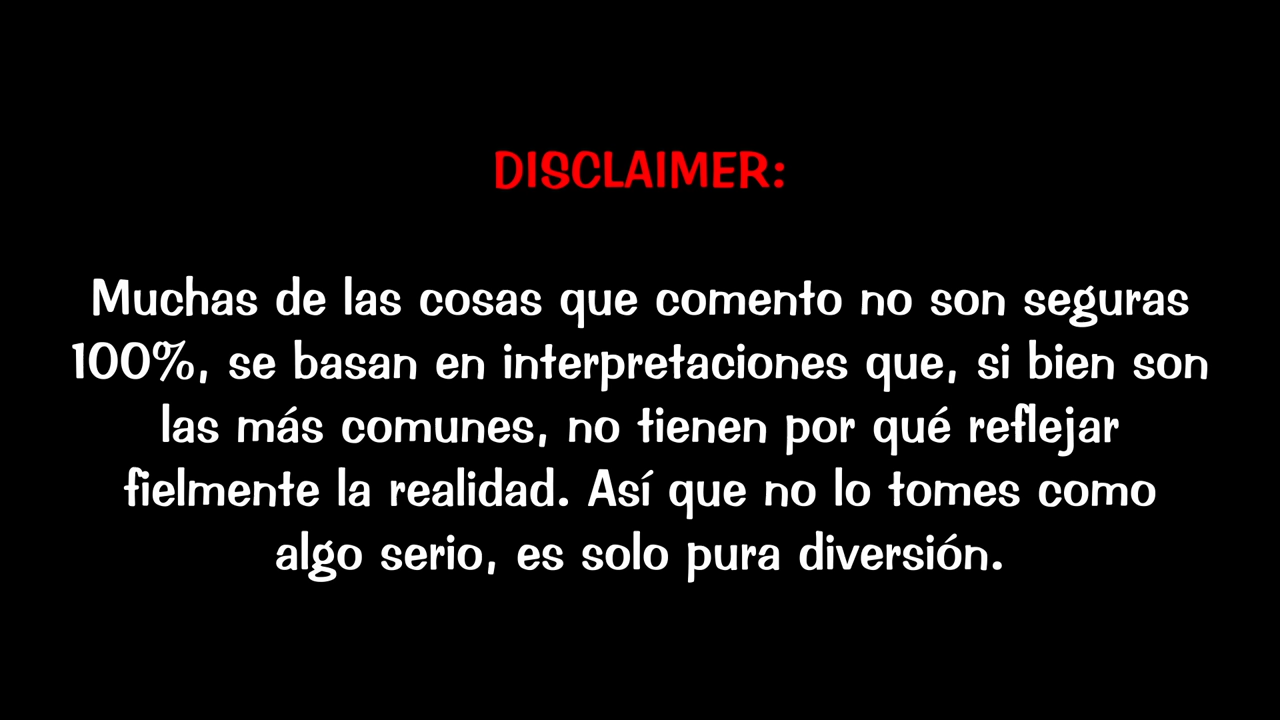 DISCLAIMER:
Muchas de las cosas que comento no son seguras
100%, se basan en interpretaciones que, si bien son
las más comunes, no tienen por qué reflejar
fielmente la realidad. Así que no lo tomes como
algo serio, es solo pura diversión.